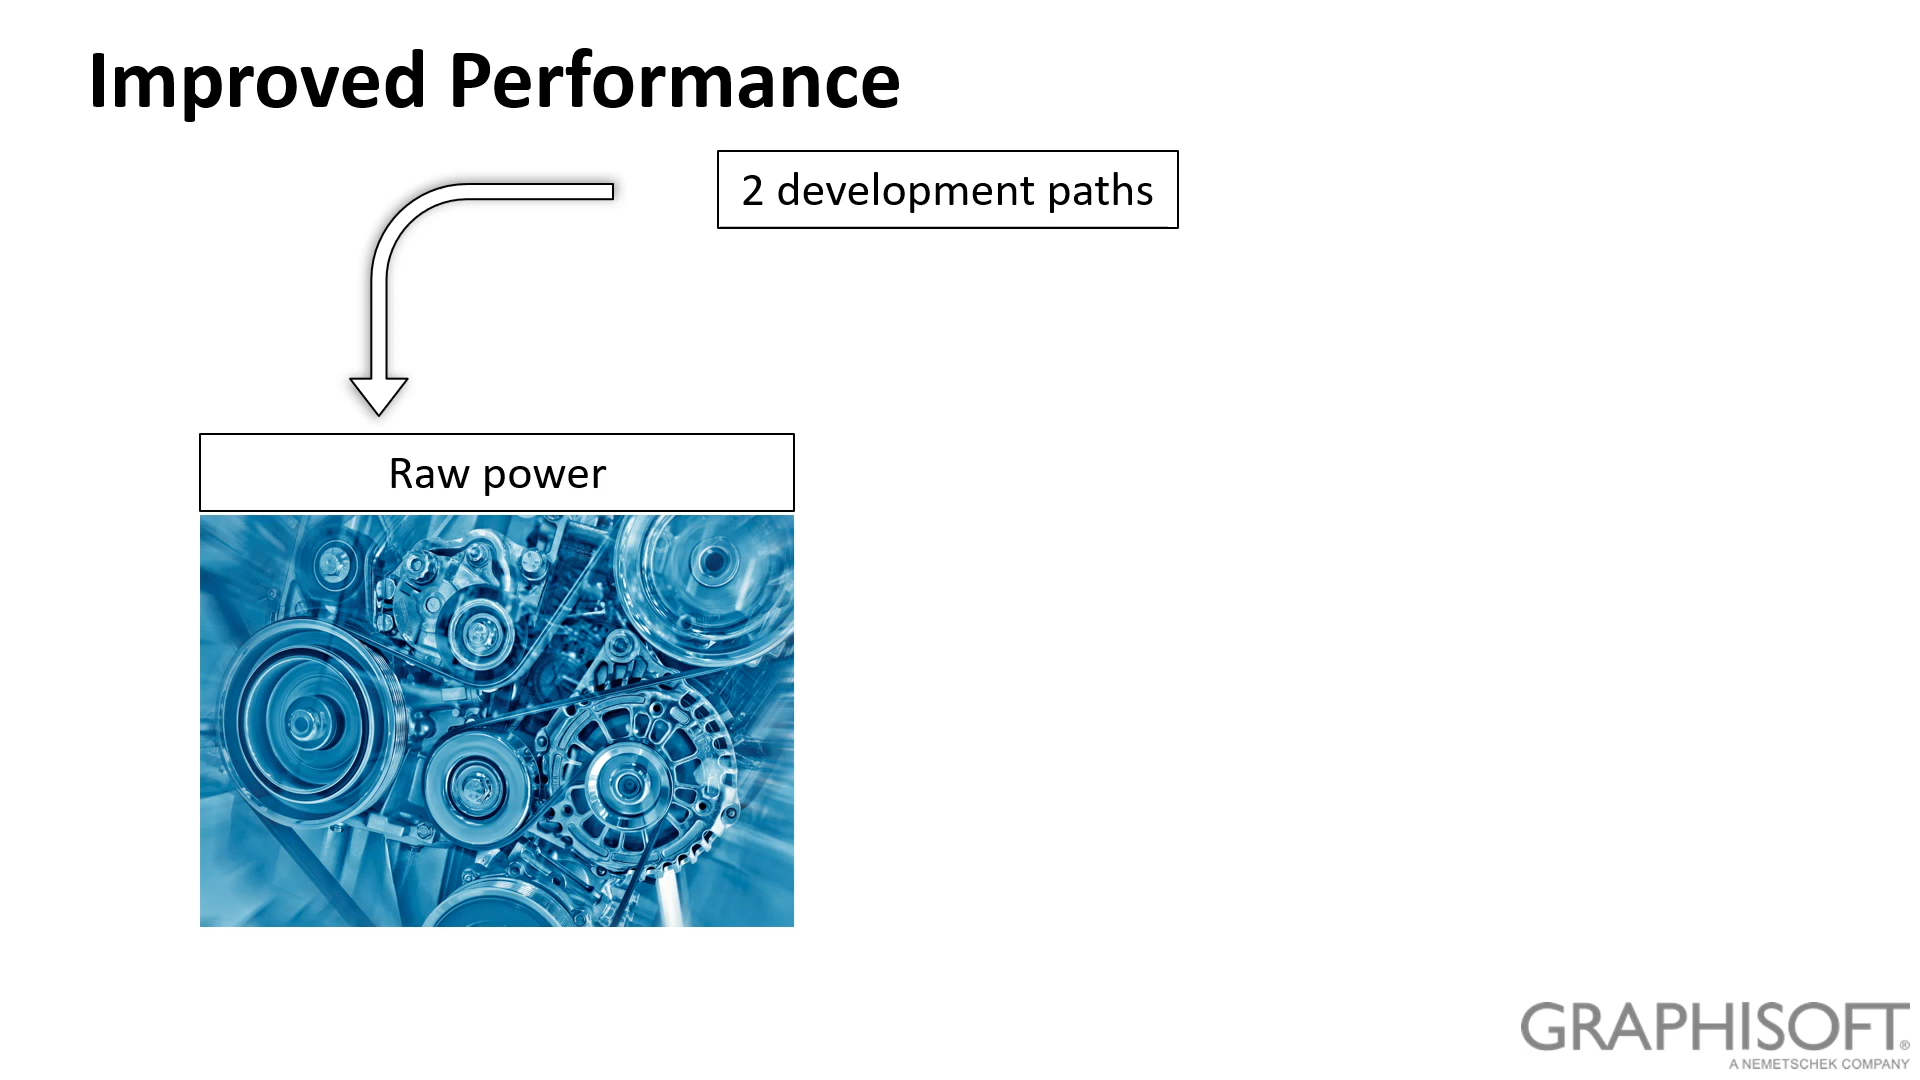 Improved Performance
2 development paths
Raw power
GRAPHISOFT®
A NEMETSCHEK COMPANY